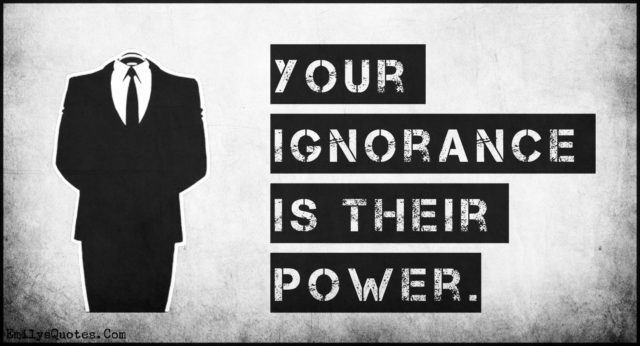 YOUR
IGNORANCE
IS THEIR
POWER.
EmilysQuotes.Com